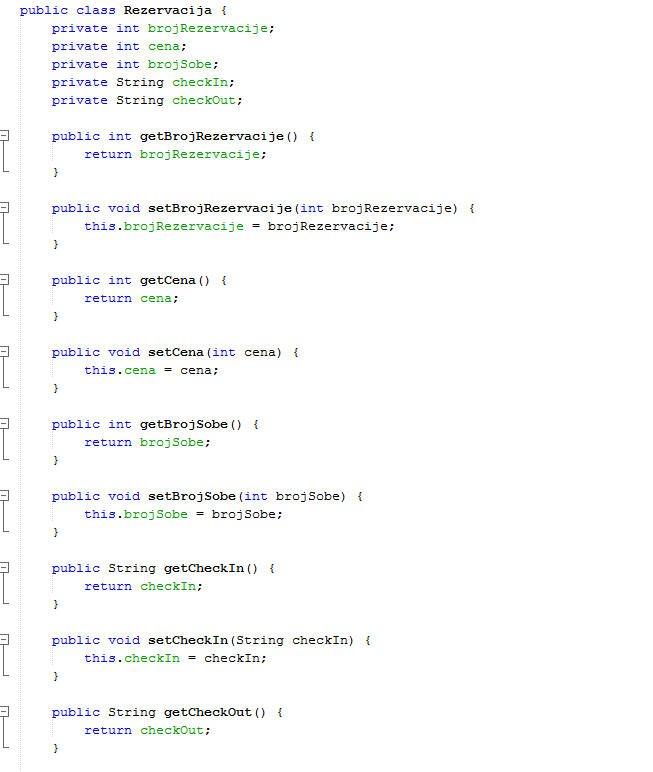 public class Rezervacija {
private int brojRezervacije;
private int cena;
private int brojSobe;
private String checkIn;
private String checkOut;
public int getBrojRezervacije() {
return brojRezervacije;
}
public void setBrojRezervacije(int brojRezervacije) {
this.brojRezervacije = brojRezervacije;
}
public int getCena() {
return cena;
}
public void setCena(int cena) {
this.cena = cena;
}
public int getBrojSobe() {
return brojSobe;
}
public void setBrojSobe(int brojSobe) {
this.brojSobe = brojSobe;
}
public String getCheckIn() {
return checkIn;
}
public void setCheckIn(String checkIn) {
this.checkIn = checkIn;
}
public String getCheckOut() {
return checkOut;
}